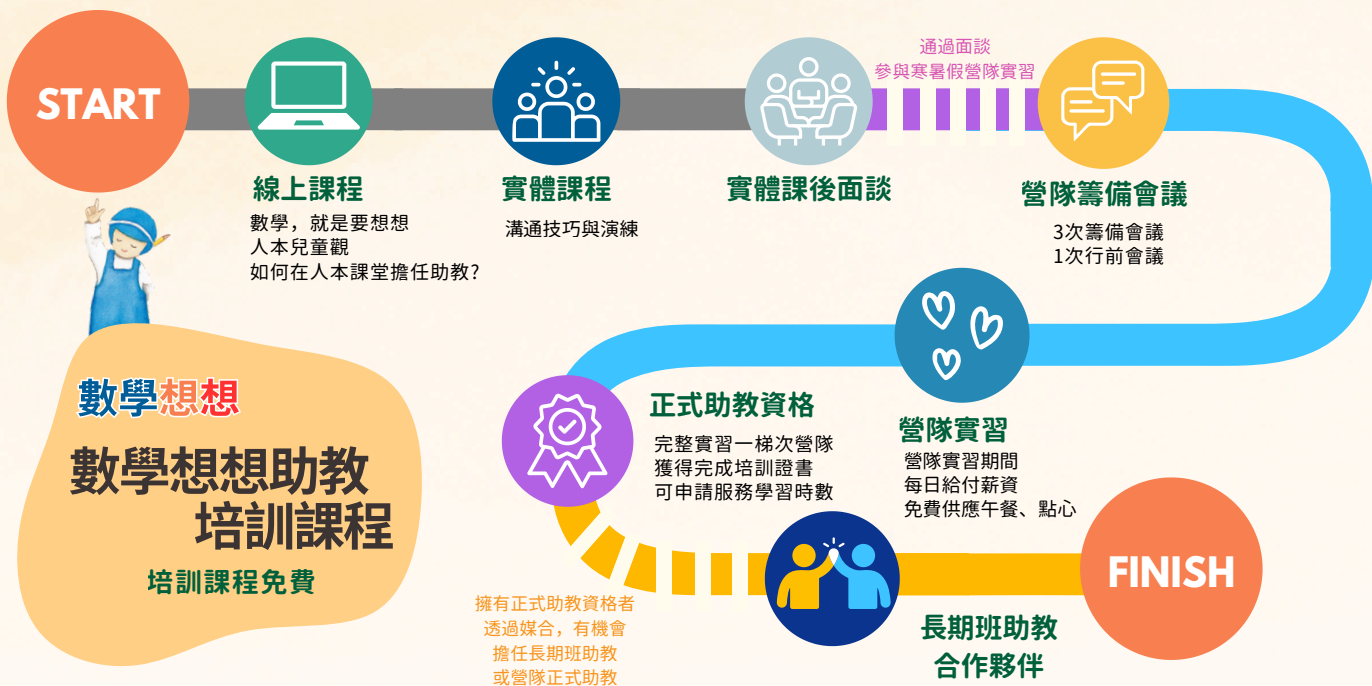 START
通過面談
參與寒暑假營隊實習
線上課程
數學，就是要想想
人本兒童觀
如何在人本課堂擔任助教?
實體課程
溝通技巧與演練
實體課後面談
營隊籌備會議
3次籌備會議
1次行前會議
營隊實習
營隊實習期間
每日給付薪資
免費供應午餐、點心
正式助教資格
完整實習一梯次營隊
獲得完成培訓證書
可申請服務學習時數
擁有正式助教資格者
透過媒合，有機會
擔任長期班助教
或營隊正式助教
長期班助教
合作夥伴
FINISH
數學想想
數學想想助教
培訓課程
培訓課程免費